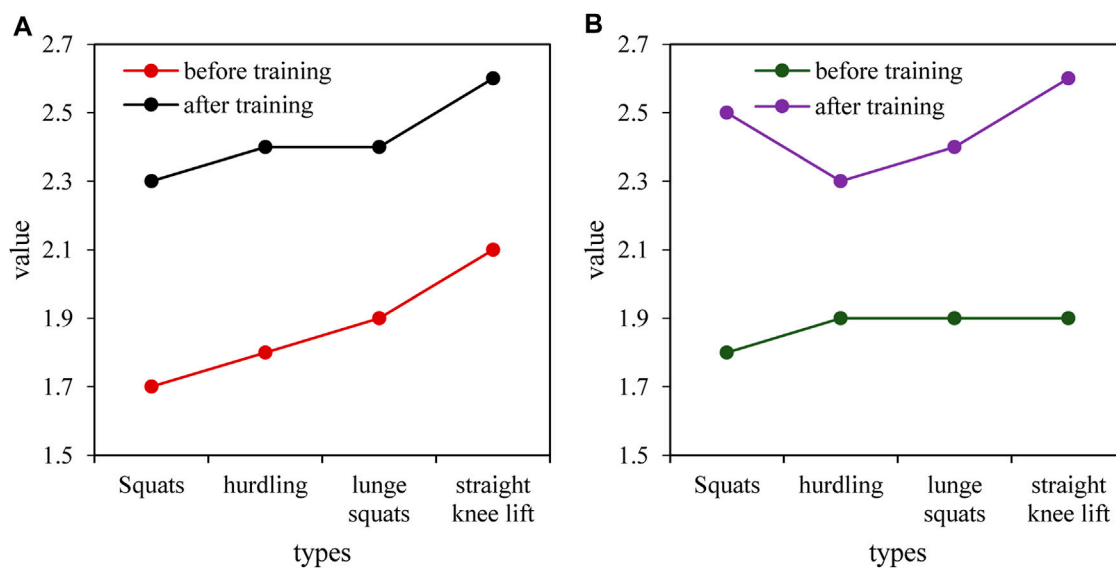 A
2.7
2.5
2.3
2.1
1.9
1.7
1.5
value
before training
after training
Squats
hurdling
lunge
squats
straight
knee lift
types
B
2.7
2.5
2.3
2.1
1.9
1.7
1.5
value
before training
after training
Squats
hurdling
lunge
squats
straight
knee lift
types